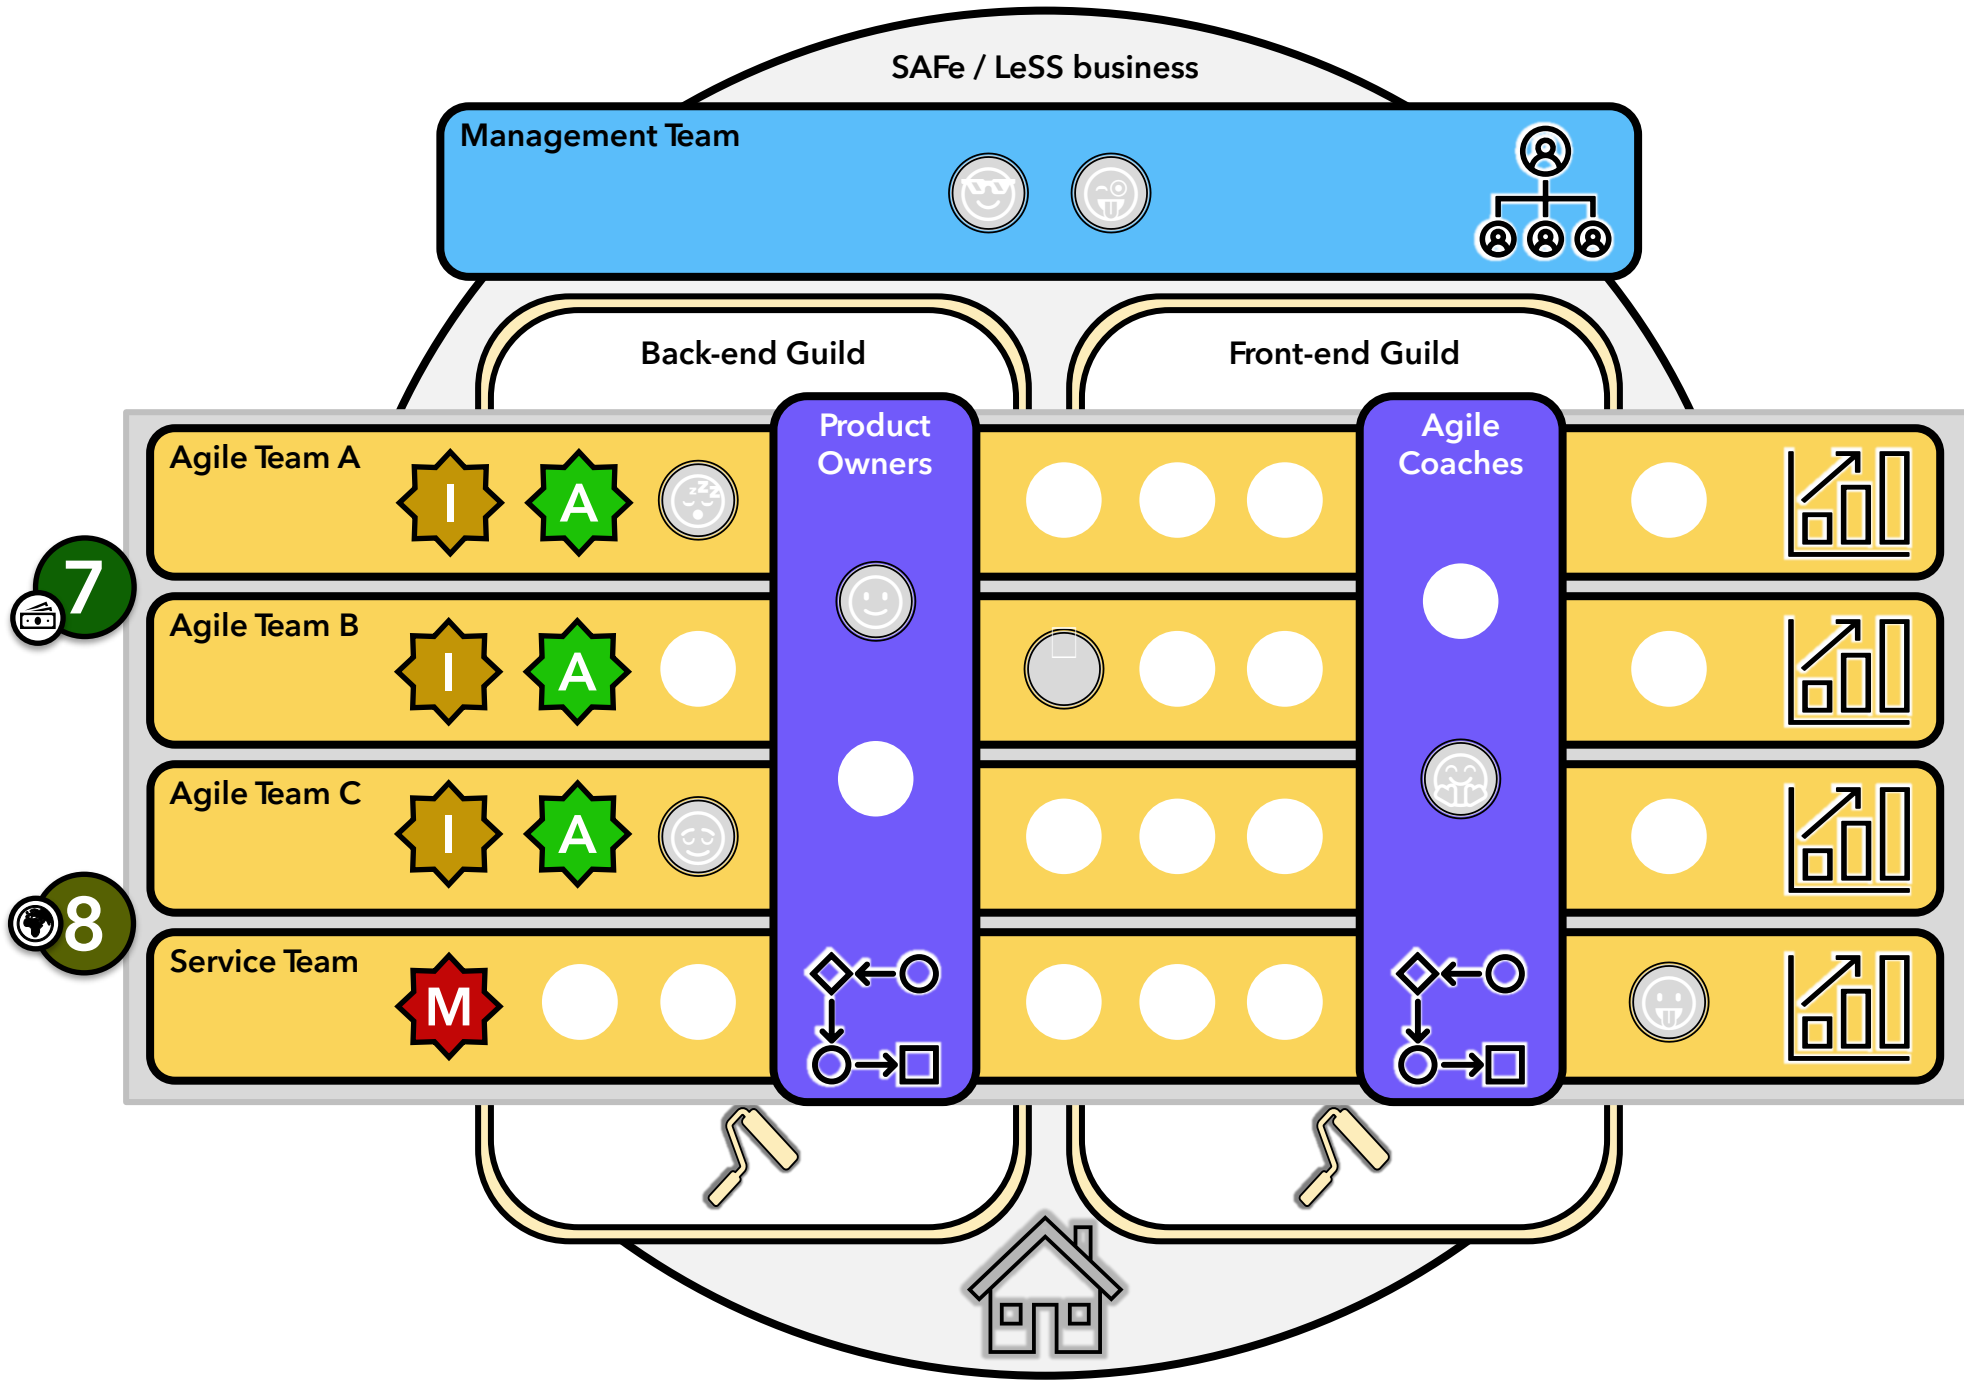 SAFe / LeSS business
Management Team
Back-end Guild
Front-end Guild
Product
Owners
Agile
Coaches
Agile Team A
I
A
zzz
7
Agile Team B
I
A
Agile Team C
I
A
8
Service Team
M